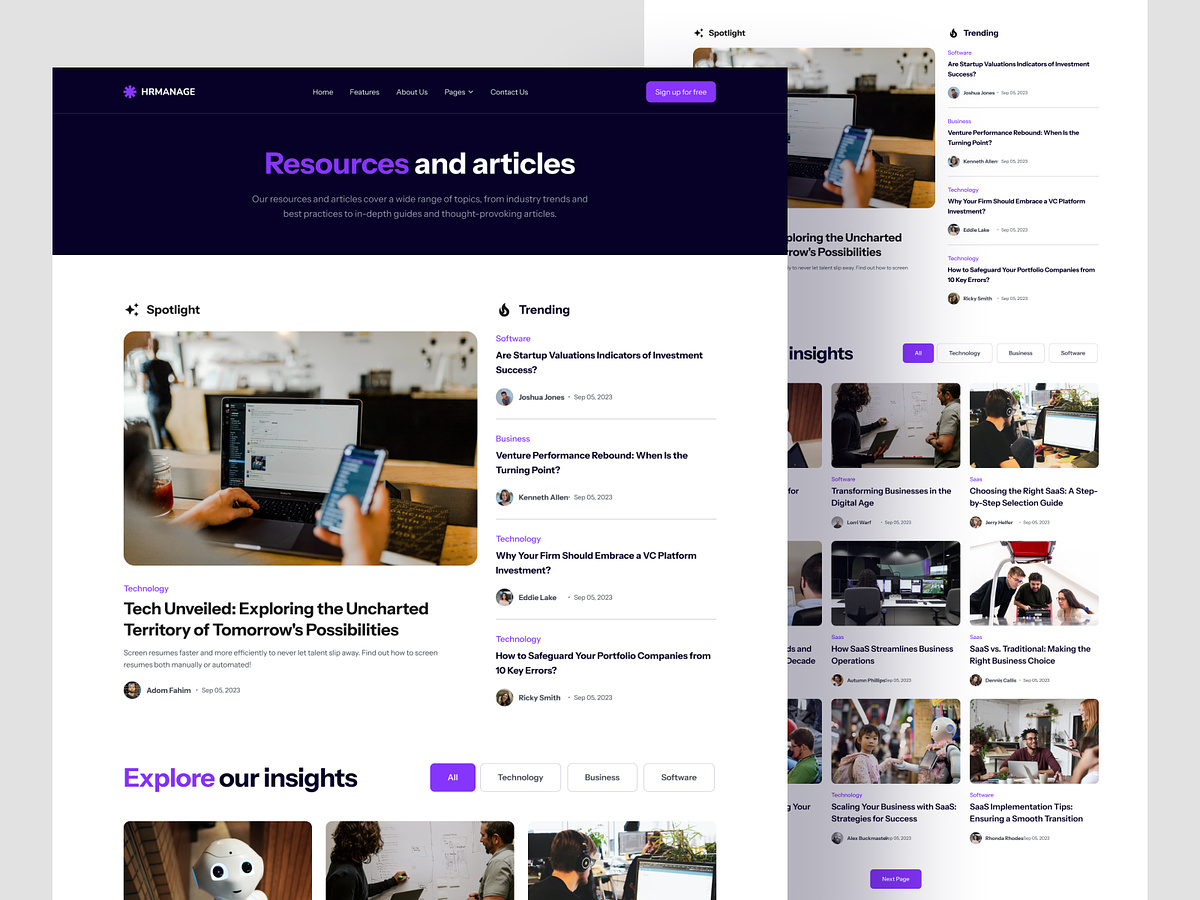 HRMANAGE
Home
Features
About Us
Pages
Contact Us
Sign up for free
Resources and articles
Our resources and articles cover a wide range of topics, from industry trends and
best practices to in-depth guides and thought-provoking articles.
Spotlight
Technology
Tech Unveiled: Exploring the Uncharted
Territory of Tomorrow's Possibilities
Screen resumes faster and more efficiently to never let talent slip away. Find out how to screen
resumes both manually or automated!
Adom Fahim • Sep 05, 2023
Trending
Software
Are Startup Valuations Indicators of Investment
Success?
Joshua Jones • Sep 05, 2023
Business
Venture Performance Rebound: When Is the
Turning Point?
Kenneth Allen • Sep 05, 2023
Technology
Why Your Firm Should Embrace a VC Platform
Investment?
Eddie Lake • Sep 05, 2023
Technology
How to Safeguard Your Portfolio Companies from
10 Key Errors?
Ricky Smith • Sep 05, 2023
Explore our insights
All
Technology
Business
Software
Spotlight
ploring the Uncharted
row's Possibilities
to never let talent slip away. Find out how to screen
Trending
Software
Are Startup Valuations Indicators of Investment
Success?
Joshua Jones • Sep 05, 2023
Business
Venture Performance Rebound: When Is the
Turning Point?
Kenneth Allen • Sep 05, 2023
Technology
Why Your Firm Should Embrace a VC Platform
Investment?
Eddie Lake • Sep 05, 2023
Technology
How to Safeguard Your Portfolio Companies from
10 Key Errors?
Ricky Smith • Sep 05, 2023
insights
All
Technology
Business
Software
for
Software
Transforming Businesses in the
Digital Age
Lorri Warf • Sep 05, 2023
Saas
Choosing the Right SaaS: A Step-
by-Step Selection Guide
Jerry Helfer • Sep 05, 2023
ds and
Decade
Saas
How SaaS Streamlines Business
Operations
Autumn Phillips Sep 05, 2023
Saas
SaaS vs. Traditional: Making the
Right Business Choice
Dennis Callis • Sep 05, 2023
g Your
Technology
Scaling Your Business with SaaS:
Strategies for Success
Alex Buckmaster Sep 05, 2023
Software
SaaS Implementation Tips:
Ensuring a Smooth Transition
Rhonda Rhodes Sep 05, 2023
Next Page